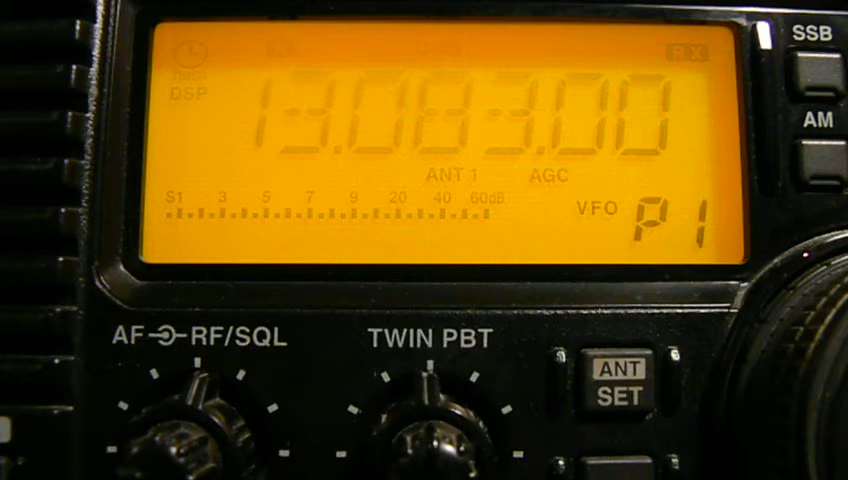 SSB
RX
TIMER
DSP
13.083.00
AM
ANT 1 AGC
S1 3 5 7 9 20 40 60dB
VFO P1
AF RF/SQL
TWIN PBT
ANT
SET